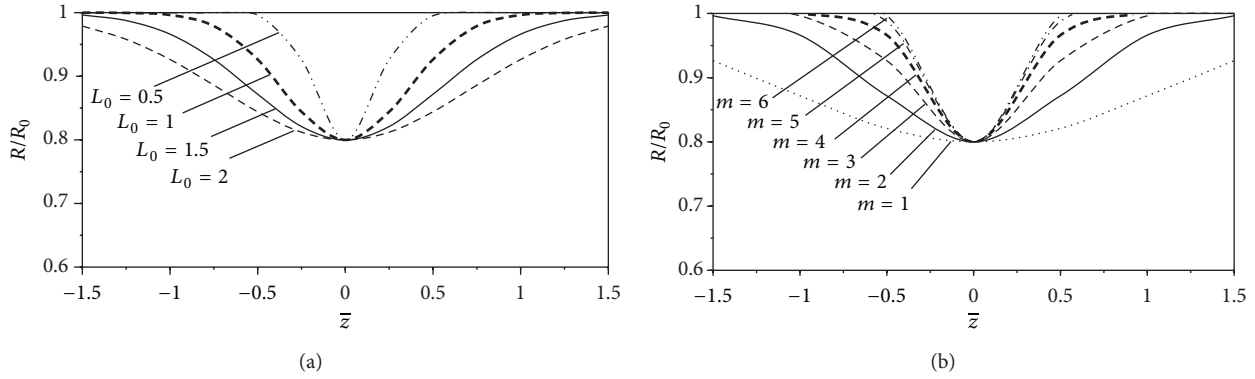 1
0.9
0.8
0.7
0.6
R/R₀
L₀ = 0.5
L₀ = 1
L₀ = 1.5
L₀ = 2
−1.5 −1 −0.5 0 0.5 1 1.5
z̅
(a)
1
0.9
0.8
0.7
0.6
R/R₀
m = 6
m = 5
m = 4
m = 3
m = 2
m = 1
−1.5 −1 −0.5 0 0.5 1 1.5
z̅
(b)